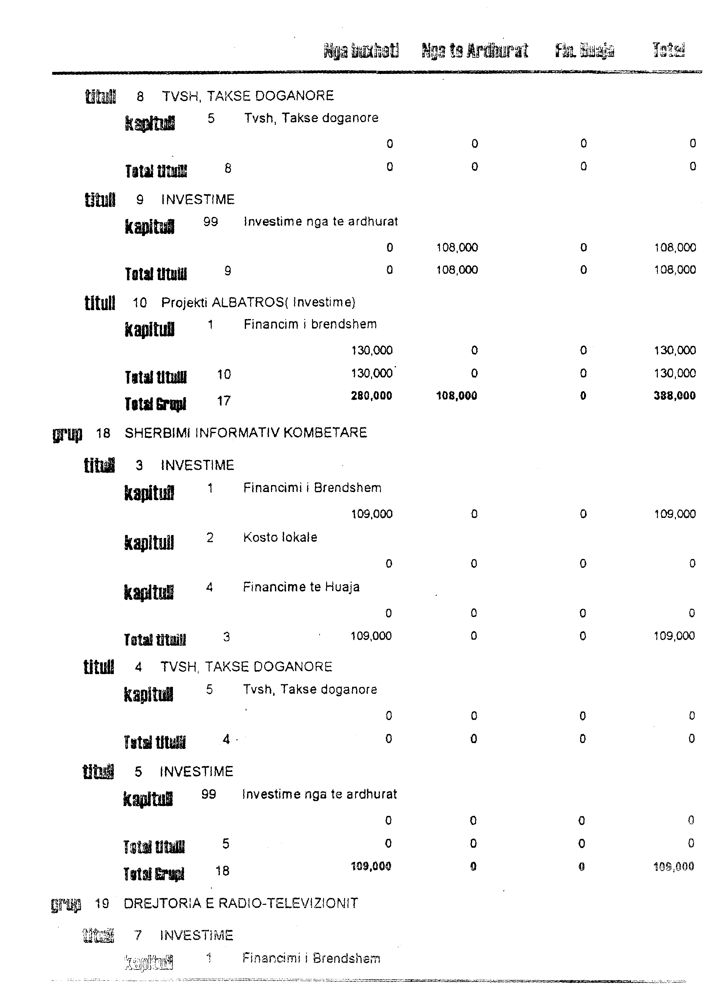 Nga buxheti Nga te Ardhurat Fin. Huaja Total
titull 8 TVSH, TAKSE DOGANORE
kapitull 5 Tvsh, Takse doganore
0 0 0 0
Total titulli 8 0 0 0 0
titull 9 INVESTIME
kapitull 99 Investime nga te ardhurat
0 108,000 0 108,000
Total titulli 9 0 108,000 0 108,000
titull 10 Projekti ALBATROS( Investime)
kapitull 1 Financim i brendshem
130,000 0 0 130,000
Total titulli 10 130,000 0 0 130,000
Total Grupi 17 280,000 108,000 0 388,000
grup 18 SHERBIMI INFORMATIV KOMBETARE
titull 3 INVESTIME
kapitull 1 Financimi i Brendshem
109,000 0 0 109,000
kapitull 2 Kosto lokale
0 0 0 0
kapitull 4 Financime te Huaja
0 0 0 0
Total titulli 3 109,000 0 0 109,000
titull 4 TVSH, TAKSE DOGANORE
kapitull 5 Tvsh, Takse doganore
0 0 0 0
Total titulli 4 0 0 0 0
titull 5 INVESTIME
kapitull 99 Investime nga te ardhurat
0 0 0 0
Total titulli 5 0 0 0 0
Total Grupi 18 109,000 0 0 109,000
grup 19 DREJTORIA E RADIO-TELEVIZIONIT
titull 7 INVESTIME
kapitull 1 Financimi i Brendshem